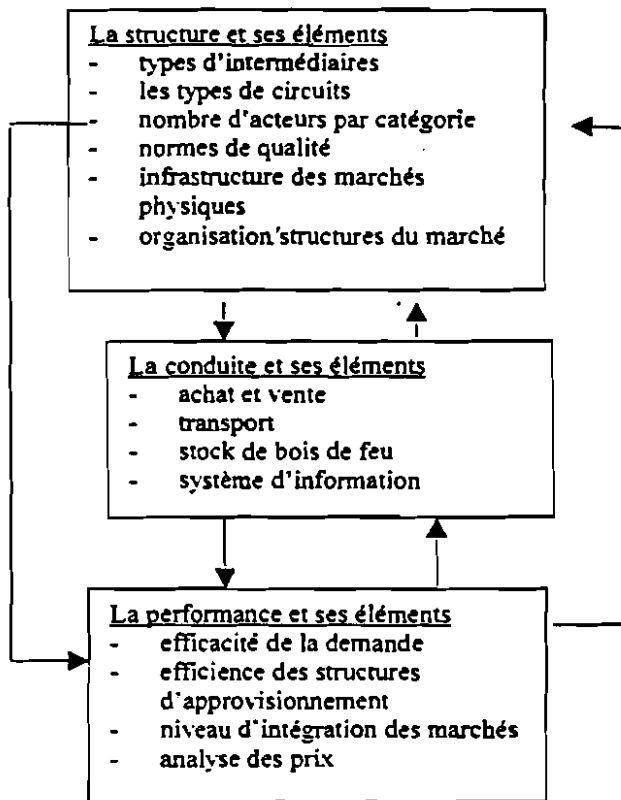 La structure et ses éléments
- types d'intermédiaires
- les types de circuits
- nombre d'acteurs par catégorie
- normes de qualité
- infrastructure des marchés
physiques
- organisation/structures du marché
La conduite et ses éléments
- achat et vente
- transport
- stock de bois de feu
- système d'information
La performance et ses éléments
- efficacité de la demande
- efficience des structures
d'approvisionnement
- niveau d'intégration des marchés
- analyse des prix